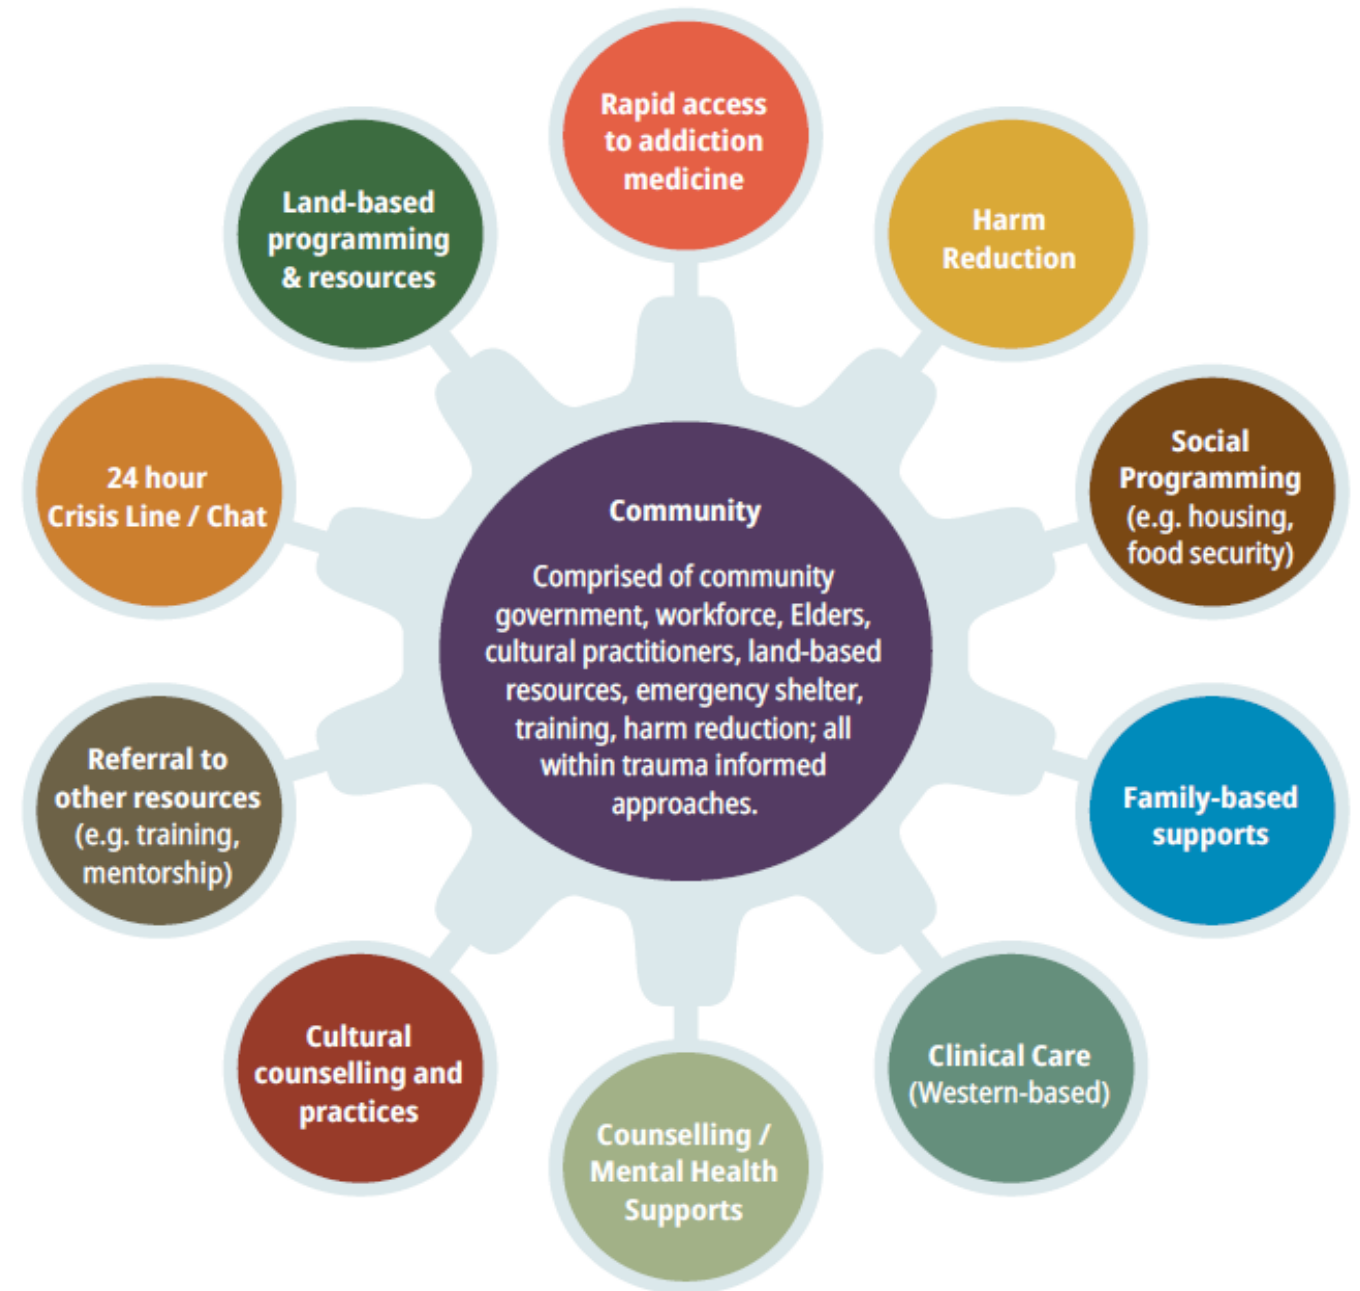 Rapid access
to addiction
medicine
Harm
Reduction
Social
Programming
(e.g. housing,
food security)
Family-based
supports
Clinical Care
(Western-based)
Counselling /
Mental Health
Supports
Cultural
counselling and
practices
Referral to
other resources
(e.g. training,
mentorship)
24 hour
Crisis Line / Chat
Land-based
programming
& resources
Community
Comprised of community
government, workforce, Elders,
cultural practitioners, land-based
resources, emergency shelter,
training, harm reduction; all
within trauma informed
approaches.